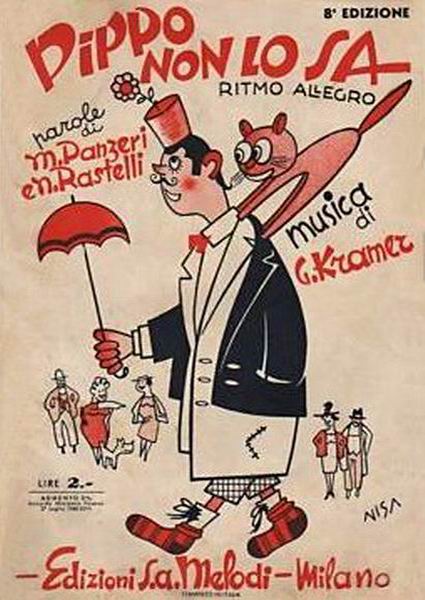 8ª EDIZIONE
PIPPO
NON LO SA
RITMO ALLEGRO
parole
di
M. Panzeri
e N. Rastelli
musica
di
G. Kramer
LIRE 2.-
AUMENTO
NISA
-Edizioni S.a. Melodi-Milano